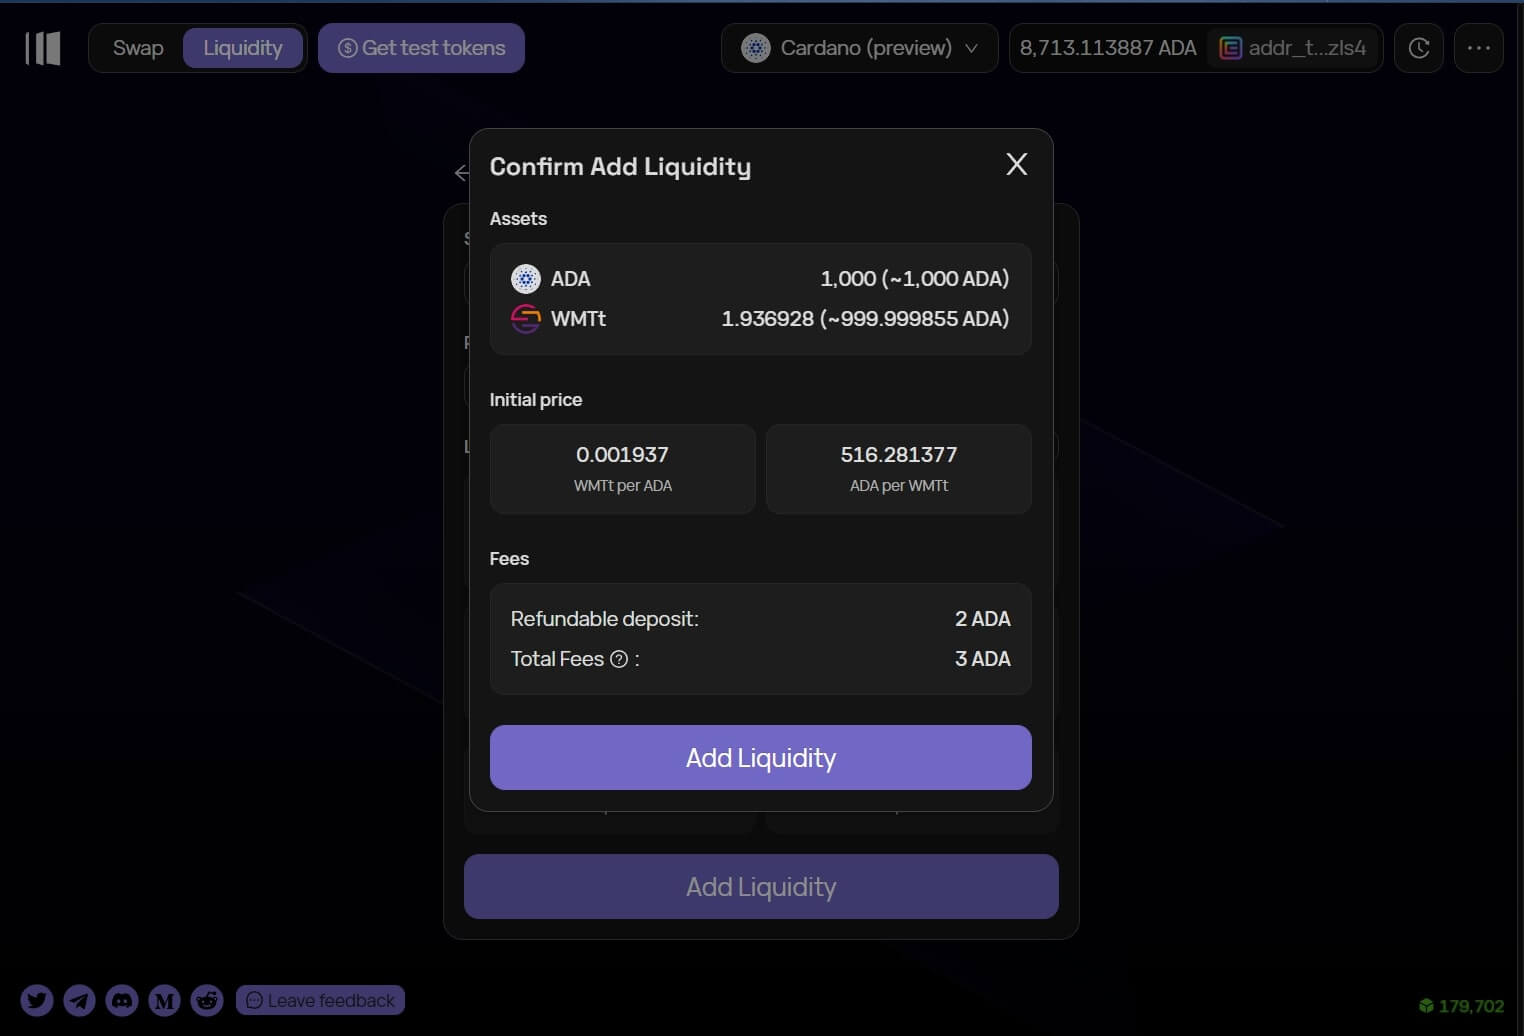 Swap
Liquidity
Get test tokens
Cardano (preview)
8,713.113887 ADA
addr_t...zls4
Confirm Add Liquidity
X
Assets
ADA
1,000 (~1,000 ADA)
WMTt
1.936928 (~999.999855 ADA)
Initial price
0.001937
WMTt per ADA
516.281377
ADA per WMTt
Fees
Refundable deposit:
2 ADA
Total Fees ? :
3 ADA
Add Liquidity
Add Liquidity
Leave feedback
179,702